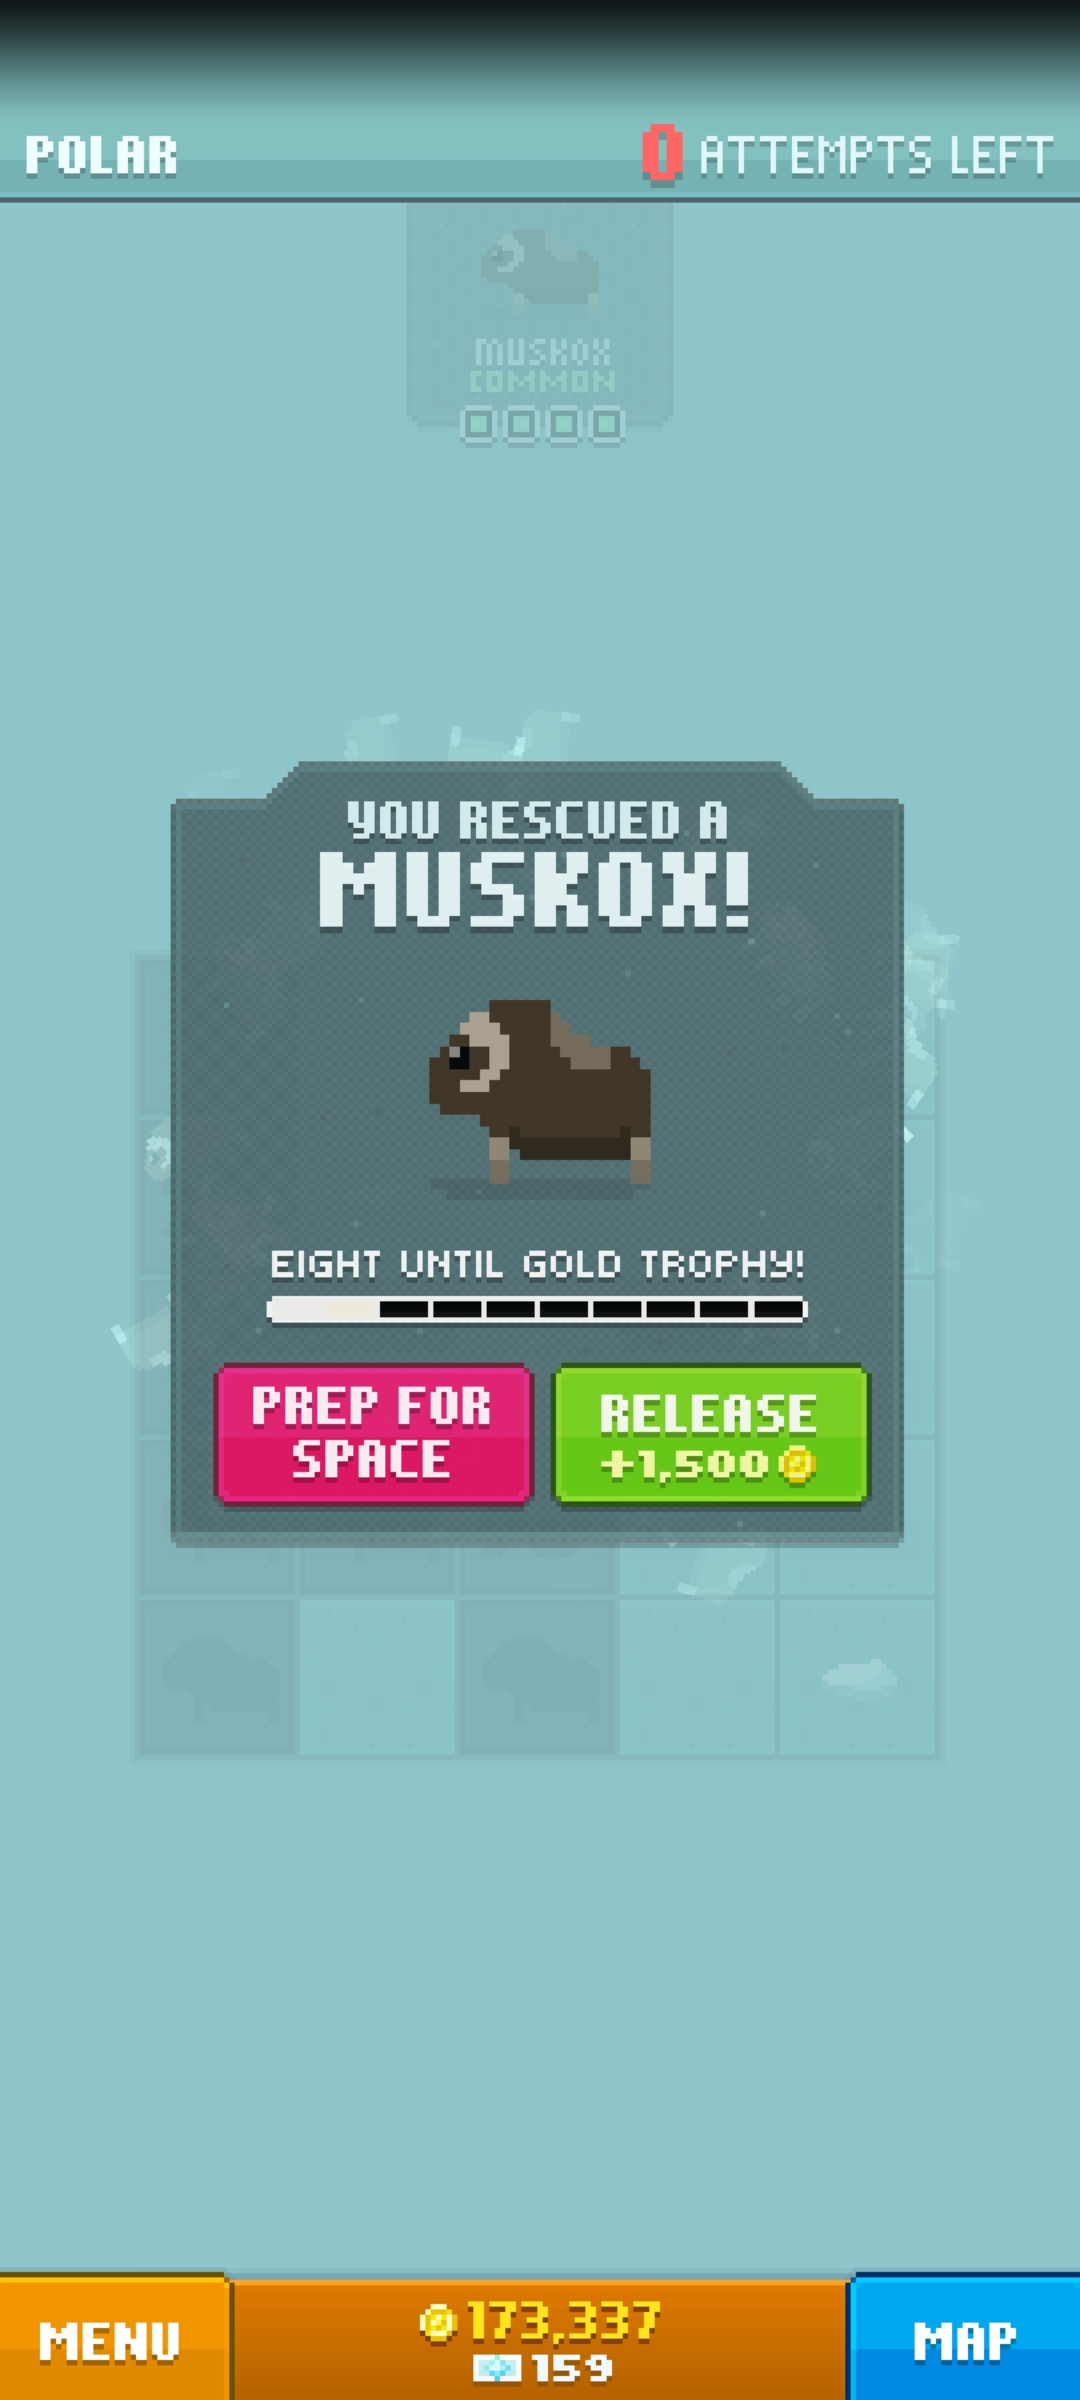 POLAR
0 ATTEMPTS LEFT
MUSKOX
COMMON
YOU RESCUED A
MUSKOX!
EIGHT UNTIL GOLD TROPHY!
PREP FOR
SPACE
RELEASE
+1,500
MENU
173,337
159
MAP